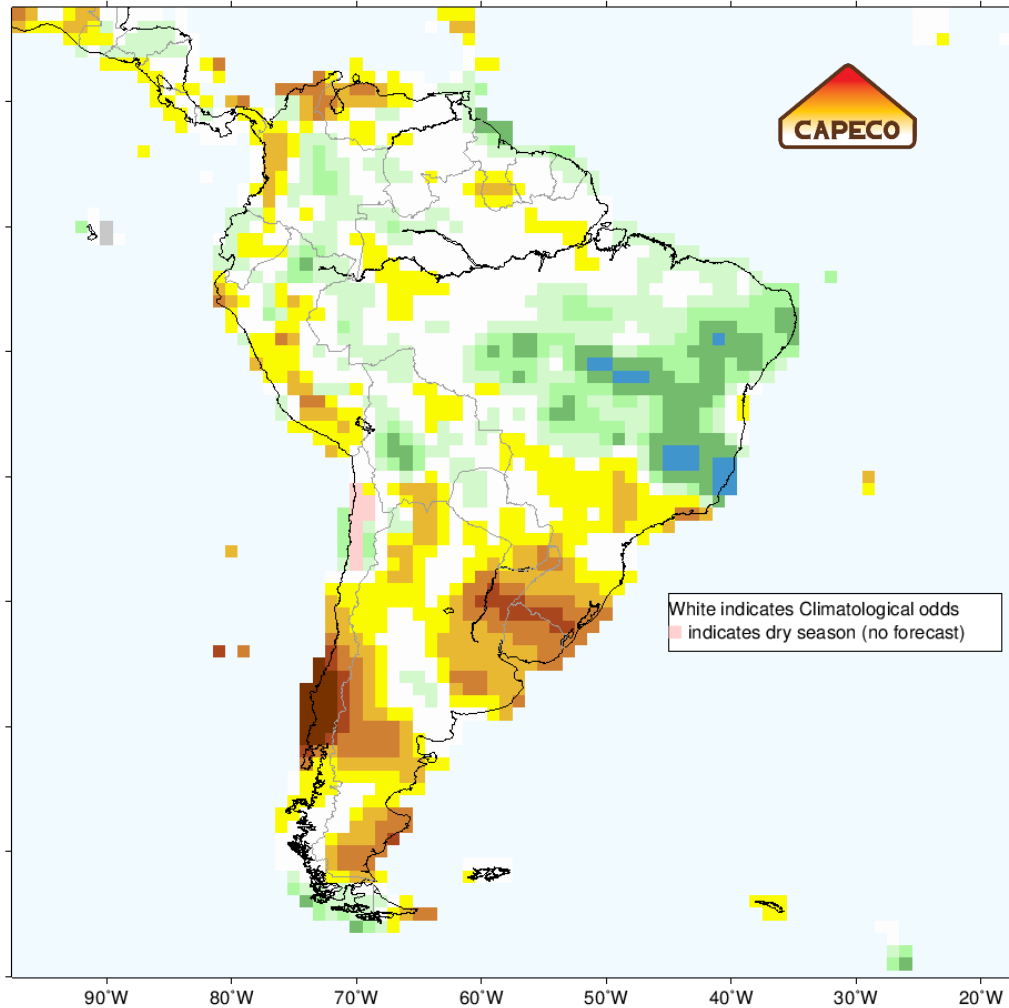 CAPECO
White indicates Climatological odds
indicates dry season (no forecast)
90°W 80°W 70°W 60°W 50°W 40°W 30°W 20°W